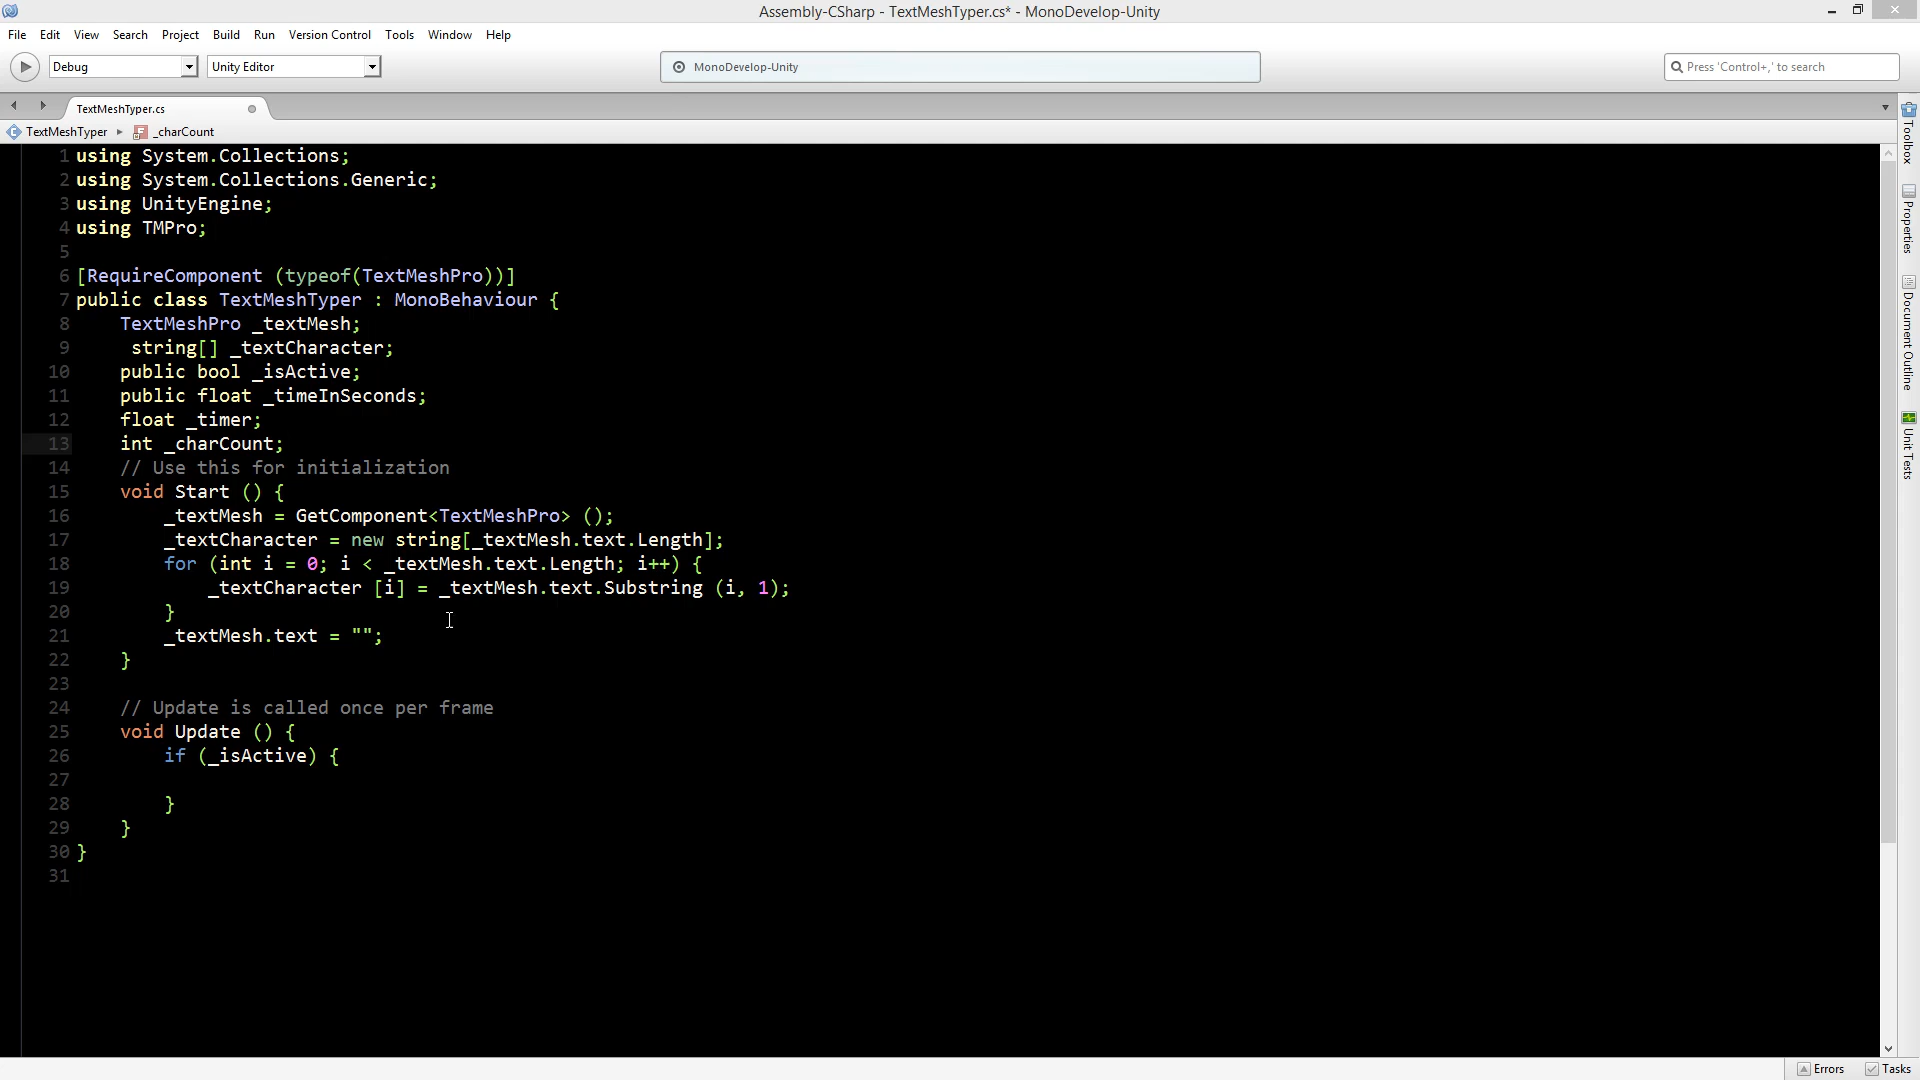 Assembly-CSharp - TextMeshTyper.cs* - MonoDevelop-Unity
File Edit View Search Project Build Run Version Control Tools Window Help
Debug Unity Editor MonoDevelop-Unity Press 'Control+,' to search
TextMeshTyper.cs
TextMeshTyper _charCount
1 using System.Collections;
2 using System.Collections.Generic;
3 using UnityEngine;
4 using TMPro;
5
6 [RequireComponent (typeof(TextMeshPro))]
7 public class TextMeshTyper : MonoBehaviour {
8 TextMeshPro _textMesh;
9 string[] _textCharacter;
10 public bool _isActive;
11 public float _timeInSeconds;
12 float _timer;
13 int _charCount;
14 // Use this for initialization
15 void Start () {
16 _textMesh = GetComponent<TextMeshPro> ();
17 _textCharacter = new string[_textMesh.text.Length];
18 for (int i = 0; i < _textMesh.text.Length; i++) {
19 _textCharacter [i] = _textMesh.text.Substring (i, 1);
20 }
21 _textMesh.text = "";
22 }
23
24 // Update is called once per frame
25 void Update () {
26 if (_isActive) {
27
28 }
29 }
30 }
31
Toolbox
Properties
Document Outline
Unit Tests
Errors Tasks